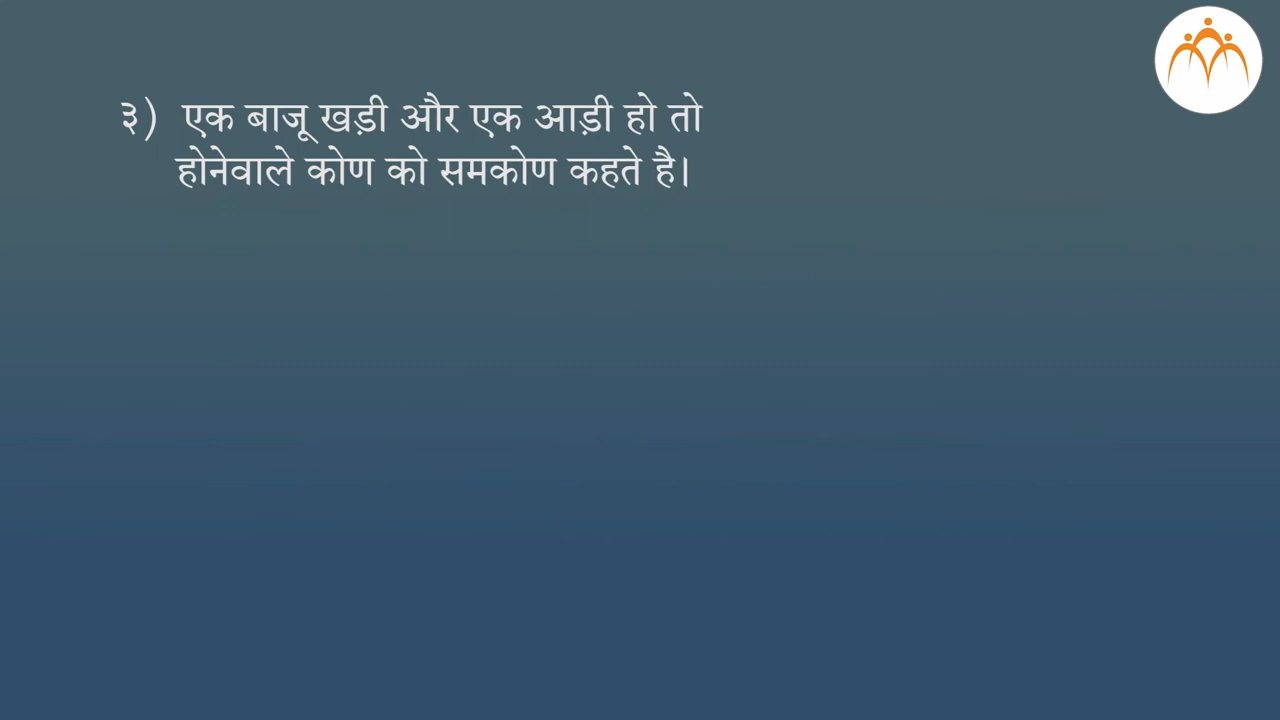 ३) एक बाजू खड़ी और एक आड़ी हो तो
होनेवाले कोण को समकोण कहते है।